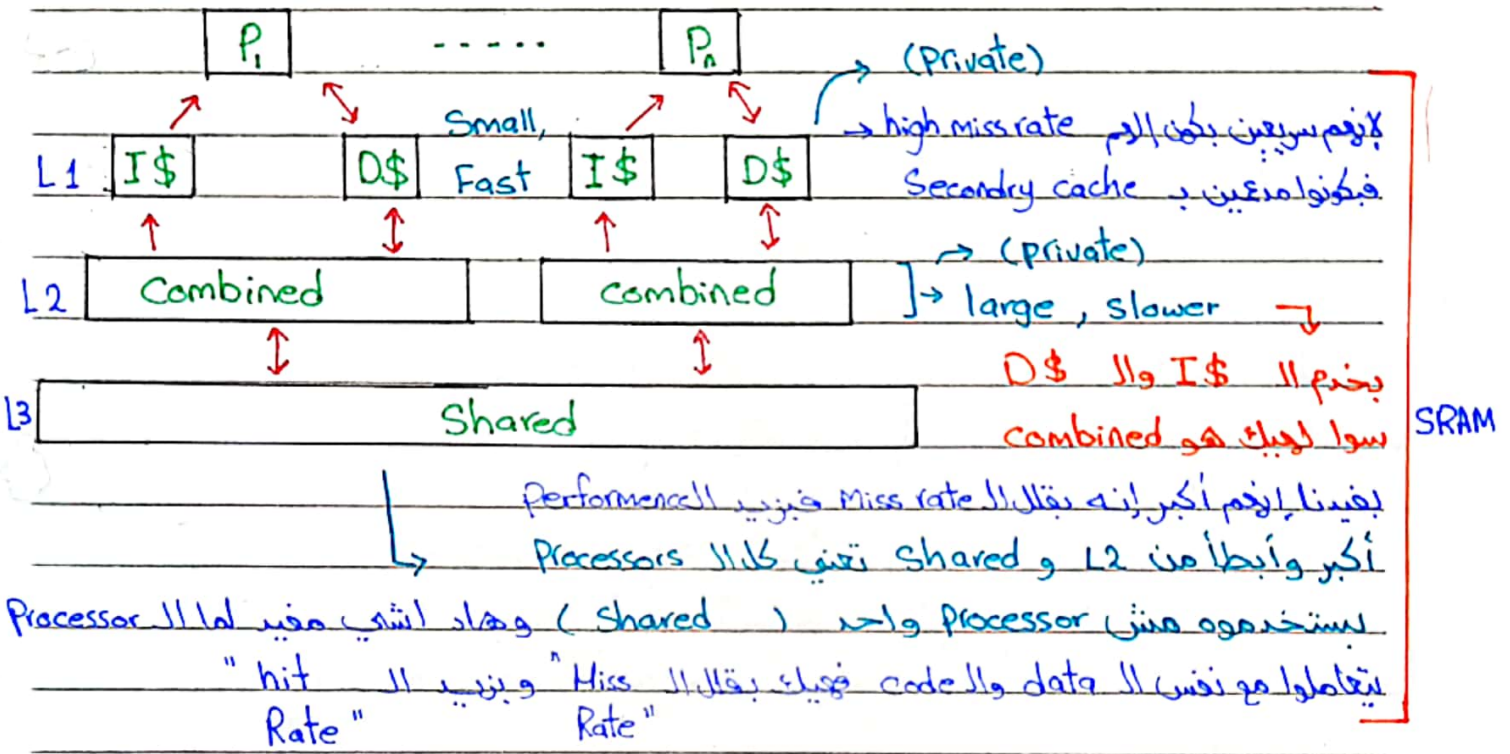 P₁ ...... Pₙ
(private)
L1 I$ D$ Small, Fast I$ D$
→ high miss rate لإنهم سريعين بكون إلهم
فبكونوا مدعين بـ Secondry cache
L2 Combined combined
→ (private)
→ large , slower
بخدم الـ I$ والـ D$
سوا لهيك هو combined
L3 Shared
SRAM
بفيدنا إنهم أكبر إنه بقلل الـ Miss rate فبزيد الـ Performence
أكبر وأبطأ من L2 و Shared تعني كل الـ Processors
بستخدموه مش Processor واحد ( Shared ) وهاد اشي مفيد لما الـ Processor
يتعاملوا مع نفس الـ data والـ code فهيك بقلل الـ "Miss Rate" وبزيد الـ "hit Rate"